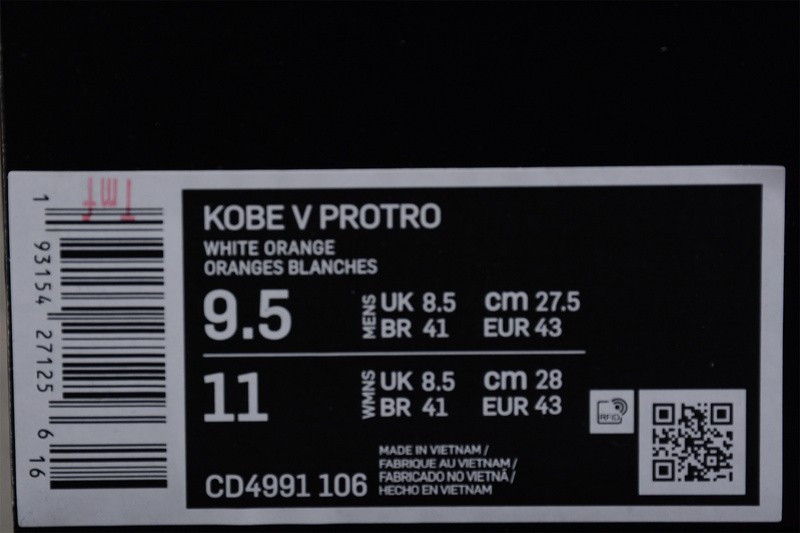 KOBE V PROTRO
WHITE ORANGE
ORANGES BLANCHES
9.5 MENS UK 8.5 cm 27.5
BR 41 EUR 43
11 WMNS UK 8.5 cm 28
BR 41 EUR 43
RFID
CD4991 106
MADE IN VIETNAM /
FABRIQUE AU VIETNAM /
FABRICADO NO VIETNÃ /
HECHO EN VIETNAM
1 93154 27125 6 16